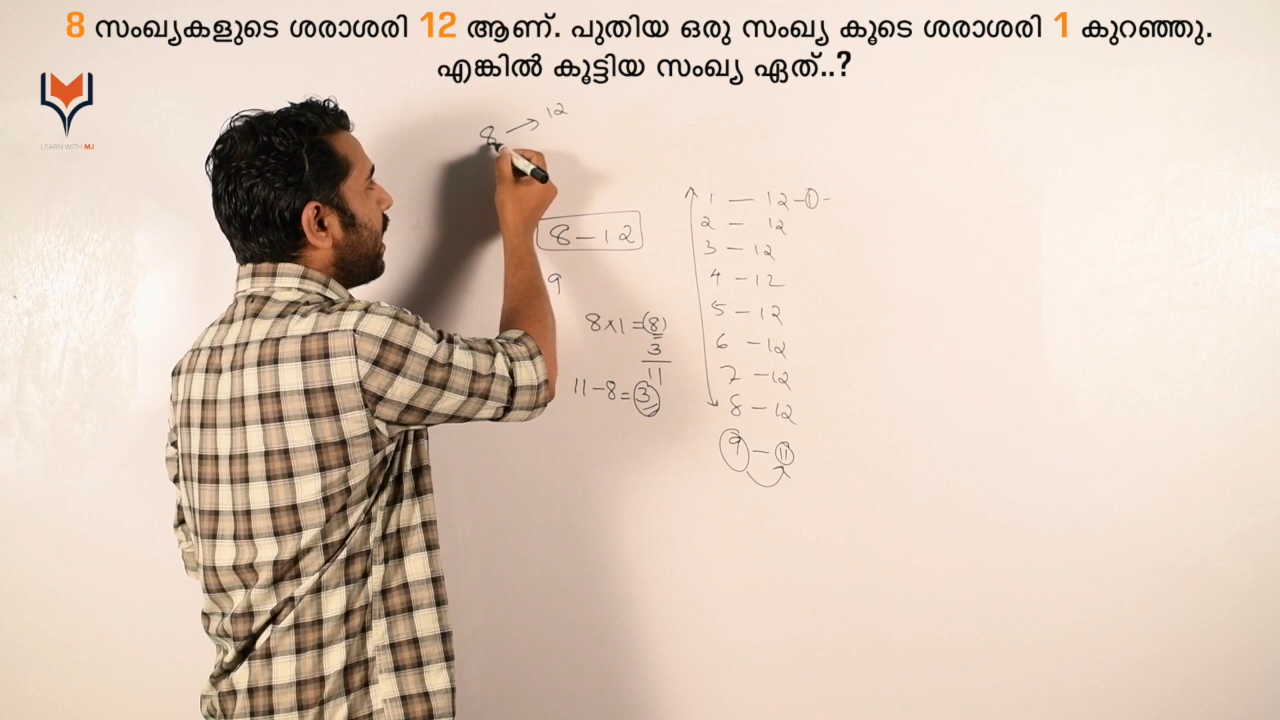 8 സംഖ്യകളുടെ ശരാശരി 12 ആണ്. പുതിയ ഒരു സംഖ്യ കൂടെ ശരാശരി 1 കുറഞ്ഞു.
എങ്കിൽ കൂട്ടിയ സംഖ്യ ഏത്..?
LEARN WITH MJ
8 → 12
8 – 12
9
8×1=(8)
3
11
11–8=3
1 — 12–1-
2 – 12
3 – 12
4 – 12
5 – 12
6 – 12
7 – 12
8 – 12
9 – 11